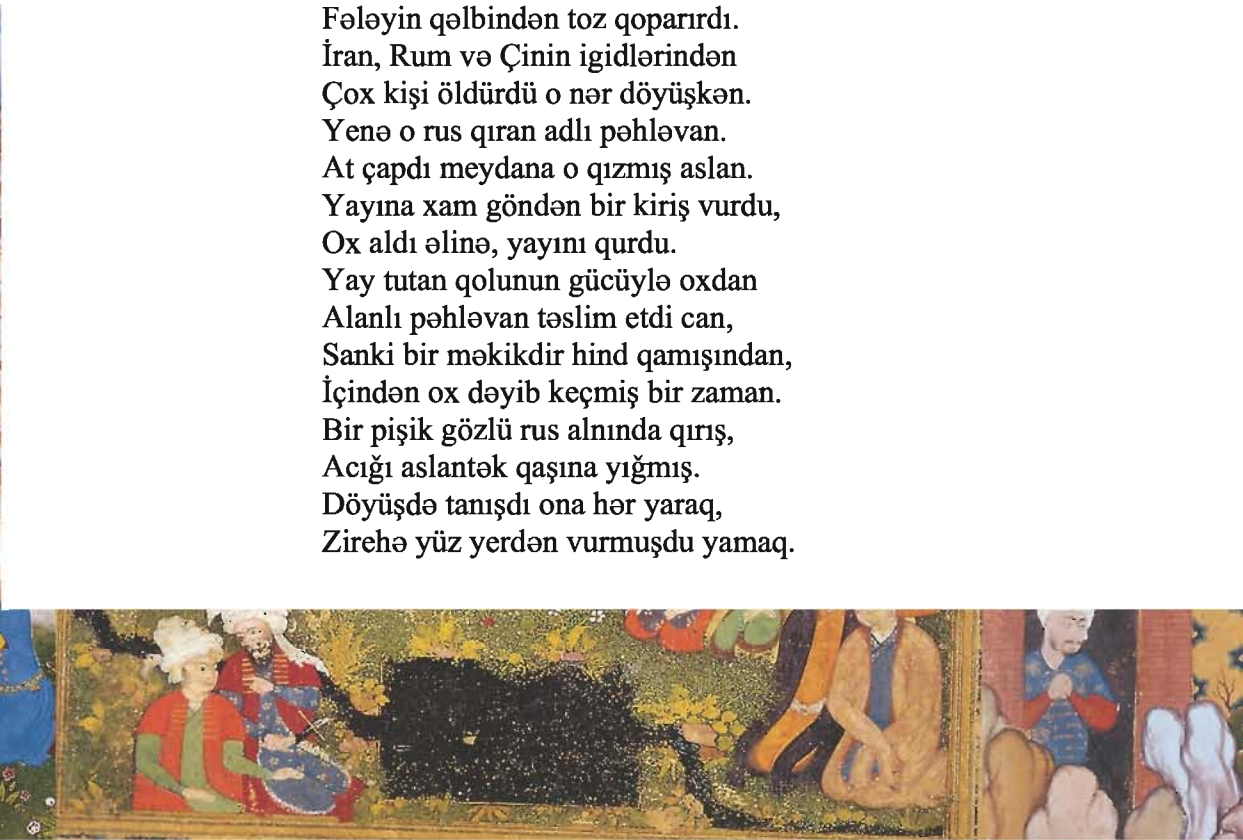 Fələyin qəlbindən toz qoparırdı.
İran, Rum və Çinin igidlərindən
Çox kişi öldürdü o nər döyüşkən.
Yenə o rus qıran adlı pəhləvan.
At çapdı meydana o qızmış aslan.
Yayına xam göndən bir kiriş vurdu,
Ox aldı əlinə, yayını qurdu.
Yay tutan qolunun gücüylə oxdan
Alanlı pəhləvan təslim etdi can,
Sanki bir məkikdir hind qamışından,
İçindən ox dəyib keçmiş bir zaman.
Bir pişik gözlü rus alnında qırış,
Acığı aslantək qaşına yığmış.
Döyüşdə tanışdı ona hər yaraq,
Zirehə yüz yerdən vurmuşdu yamaq.